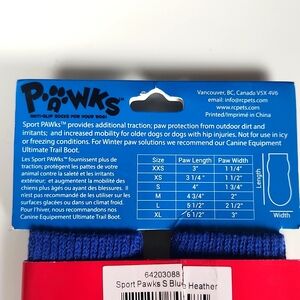 PAWKS
ANTI-SLIP SOCKS FOR YOUR DOG!
Vancouver, BC, Canada V5X 4V6
email: info@rcpets.com
www.rcpets.com
Printed/Imprimé in China
Sport PAWks™ provides additional traction; paw protection from outdoor dirt and
irritants; and increased mobility for older dogs or dogs with hip injuries. Not for use in icy
or freezing conditions. For Winter paw solutions we recommend our Canine Equipment
Ultimate Trail Boot.
Les Sport PAWks™ fournissent plus de
traction; protègent les pattes de votre
animal contre la saleté et les irritants
extérieur; et augmentent la mobilité des
chiens plus âgés ou ayant des blessures. Il
n'est pas recommandé de les utiliser sur des
surfaces glacées ou dans un climat froid.
Pour l'hiver, nous recommandons
Canine Equipement Ultimate Trail Boot.
Size Paw Length Paw Width
XXS 3" 1 1/4"
XS 3 1/4" 1 1/2"
S 4" 1 3/4"
M 4 3/4" 2"
L 5 1/2" 2 1/2"
XL 6 1/2" 3"
Length
Width
64203088
Sport Pawks S Blue Heather